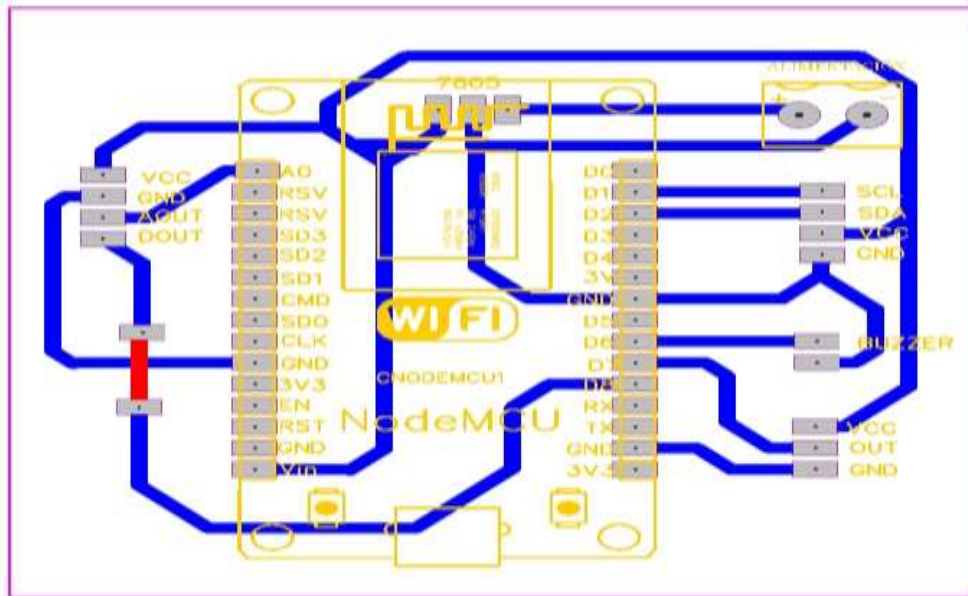 ALIMENTACION
7805
+ -
VCC
GND
AOUT
DOUT
A0
RSV
RSV
SD3
SD2
SD1
CMD
SDO
CLK
GND
3V3
EN
RST
GND
Vin
D0
D1
D2
D3
D4
3V
GND
D5
D6
D7
D8
RX
TX
GND
3V3
WIFI
CNODEMCU1
NodeMCU
SCL
SDA
VCC
GND
BUZZER
VCC
OUT
GND